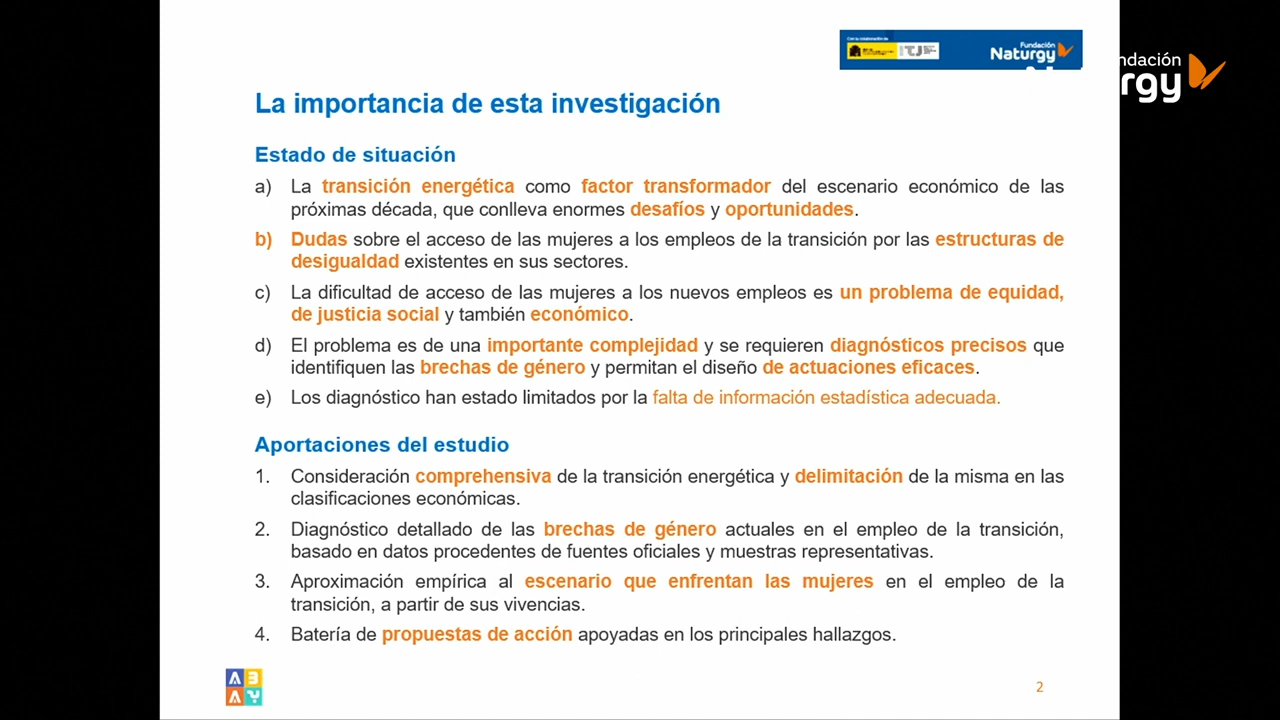 Con la colaboración de
Fundación
Naturgy
ndación
rgy
La importancia de esta investigación
Estado de situación
a) La transición energética como factor transformador del escenario económico de las
próximas década, que conlleva enormes desafíos y oportunidades.
b) Dudas sobre el acceso de las mujeres a los empleos de la transición por las estructuras de
desigualdad existentes en sus sectores.
c) La dificultad de acceso de las mujeres a los nuevos empleos es un problema de equidad,
de justicia social y también económico.
d) El problema es de una importante complejidad y se requieren diagnósticos precisos que
identifiquen las brechas de género y permitan el diseño de actuaciones eficaces.
e) Los diagnóstico han estado limitados por la falta de información estadística adecuada.
Aportaciones del estudio
1. Consideración comprehensiva de la transición energética y delimitación de la misma en las
clasificaciones económicas.
2. Diagnóstico detallado de las brechas de género actuales en el empleo de la transición,
basado en datos procedentes de fuentes oficiales y muestras representativas.
3. Aproximación empírica al escenario que enfrentan las mujeres en el empleo de la
transición, a partir de sus vivencias.
4. Batería de propuestas de acción apoyadas en los principales hallazgos.
2